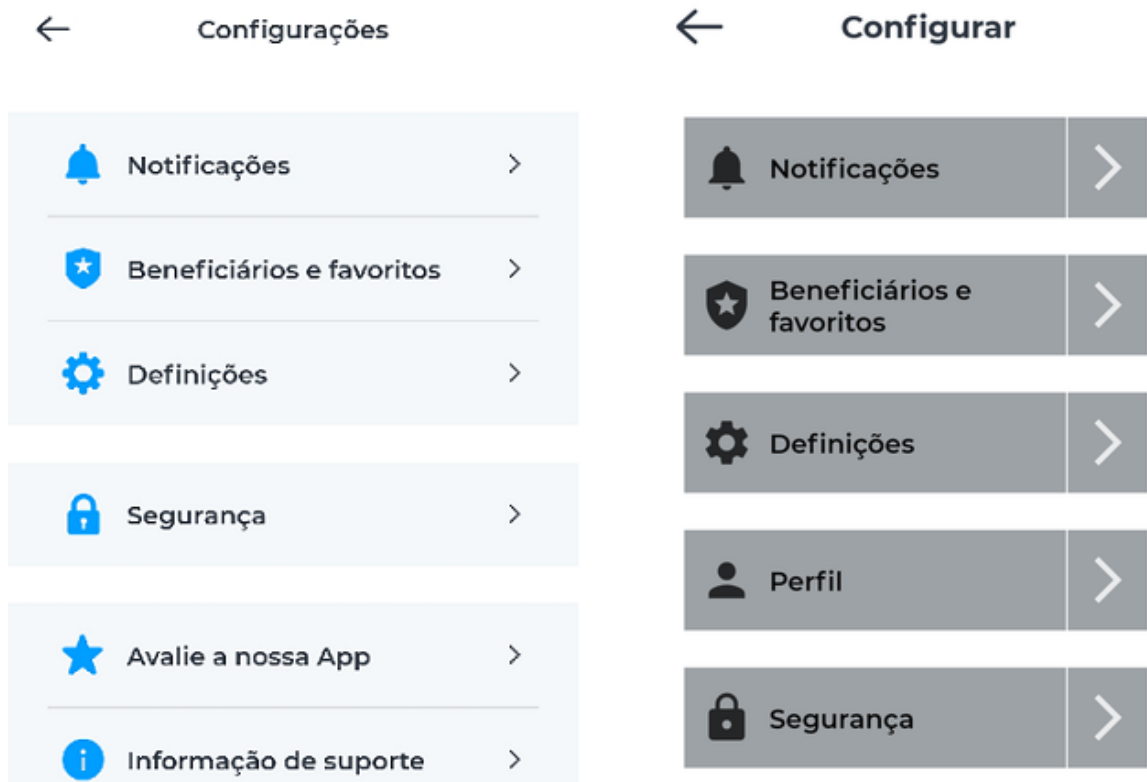 Configurações
Notificações
Beneficiários e favoritos
Definições
Segurança
Avalie a nossa App
Informação de suporte
Configurar
Notificações
Beneficiários e
favoritos
Definições
Perfil
Segurança